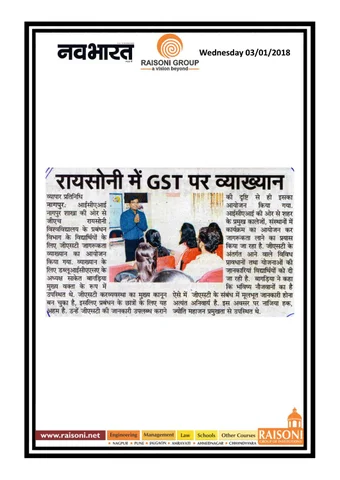 नवभारत
RAISONI GROUP
a vision beyond
Wednesday 03/01/2018
रायसोनी में GST पर व्याख्यान
व्यापार प्रतिनिधि
नागपुर. आईसीएआई
नागपुर शाखा की ओर से
जीएच रायसोनी
विश्वविद्यालय के प्रबंधन
विभाग के विद्यार्थियों के
लिए जीएसटी जागरूकता
व्याख्यान का आयोजन
किया गया. व्याख्यान के
लिए डब्लूआईसीएएसए के
अध्यक्ष साकेत बागड़िया
मुख्य वक्ता के रूप में
उपस्थित थे. जीएसटी करव्यवस्था का मुख्य कानून
बन चुका है, इसलिए प्रबंधन के छात्रों के लिए यह
अहम है. उन्हें जीएसटी की जानकारी उपलब्ध कराने
की दृष्टि से ही इसका
आयोजन किया गया.
आईसीएआई की ओर से शहर
के प्रमुख कालेजों, संस्थानों में
कार्यक्रम का आयोजन कर
जागरूकता लाने का प्रयास
किया जा रहा है. जीएसटी के
अंतर्गत आने वाले विविध
प्रावधानों तथा योजनाओं की
जानकारियां विद्यार्थियों को दी
जा रही है. बागड़िया ने कहा
कि भविष्य नौजवानों का है
ऐसे में जीएसटी के संबंध में मूलभूत जानकारी होना
अत्यंत अनिवार्य है. इस अवसर पर नाजिया हक,
ज्योति महाजन प्रमुखता से उपस्थित थे.
www.raisoni.net
Engineering Management Law Schools Other Courses
NAGPUR PUNE JALGAON AMRAVATI AHMEDNAGAR CHHINDWARA
RAISONI